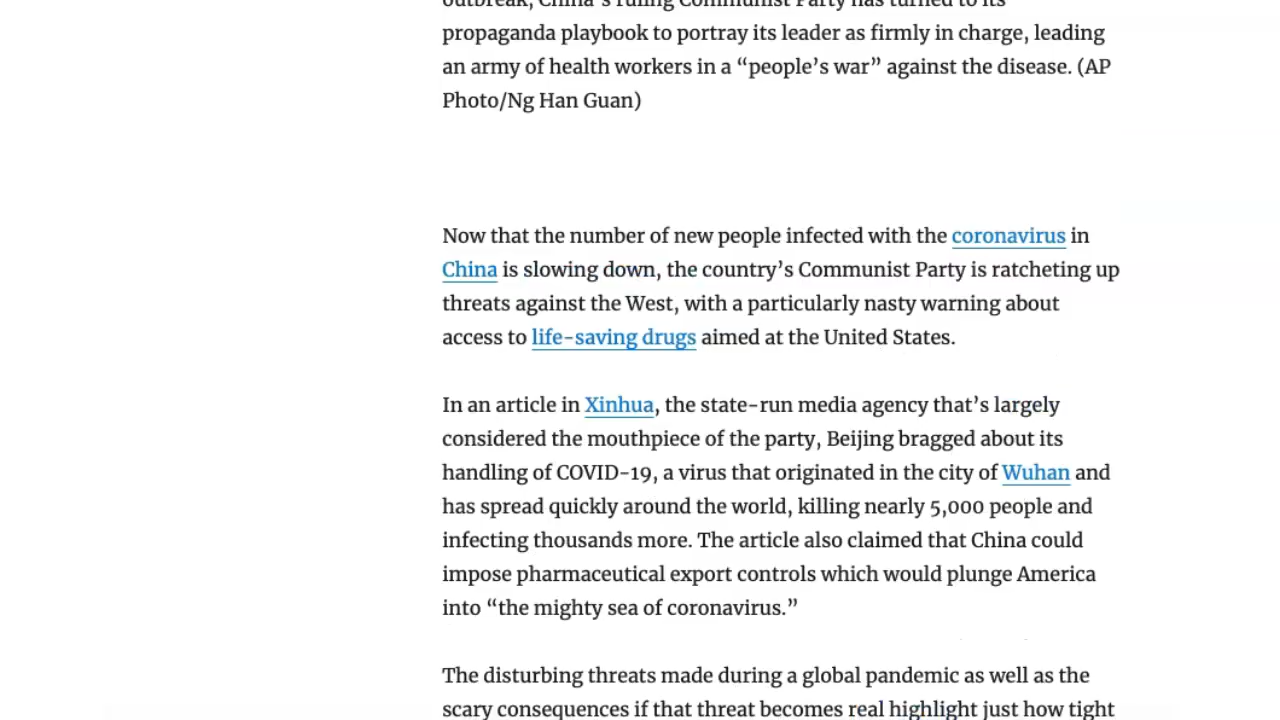 outbreak, China's ruling Communist Party has turned to its
propaganda playbook to portray its leader as firmly in charge, leading
an army of health workers in a “people’s war” against the disease. (AP
Photo/Ng Han Guan)
Now that the number of new people infected with the coronavirus in
China is slowing down, the country’s Communist Party is ratcheting up
threats against the West, with a particularly nasty warning about
access to life-saving drugs aimed at the United States.
In an article in Xinhua, the state-run media agency that’s largely
considered the mouthpiece of the party, Beijing bragged about its
handling of COVID-19, a virus that originated in the city of Wuhan and
has spread quickly around the world, killing nearly 5,000 people and
infecting thousands more. The article also claimed that China could
impose pharmaceutical export controls which would plunge America
into “the mighty sea of coronavirus.”
The disturbing threats made during a global pandemic as well as the
scary consequences if that threat becomes real highlight just how tight